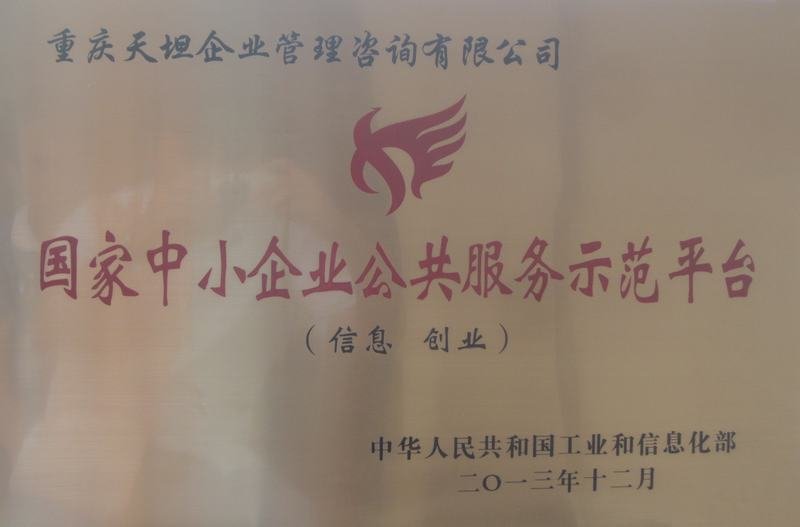 重庆天坦企业管理咨询有限公司
国家中小企业公共服务示范平台
（信息 创业）
中华人民共和国工业和信息化部
二〇一三年十二月